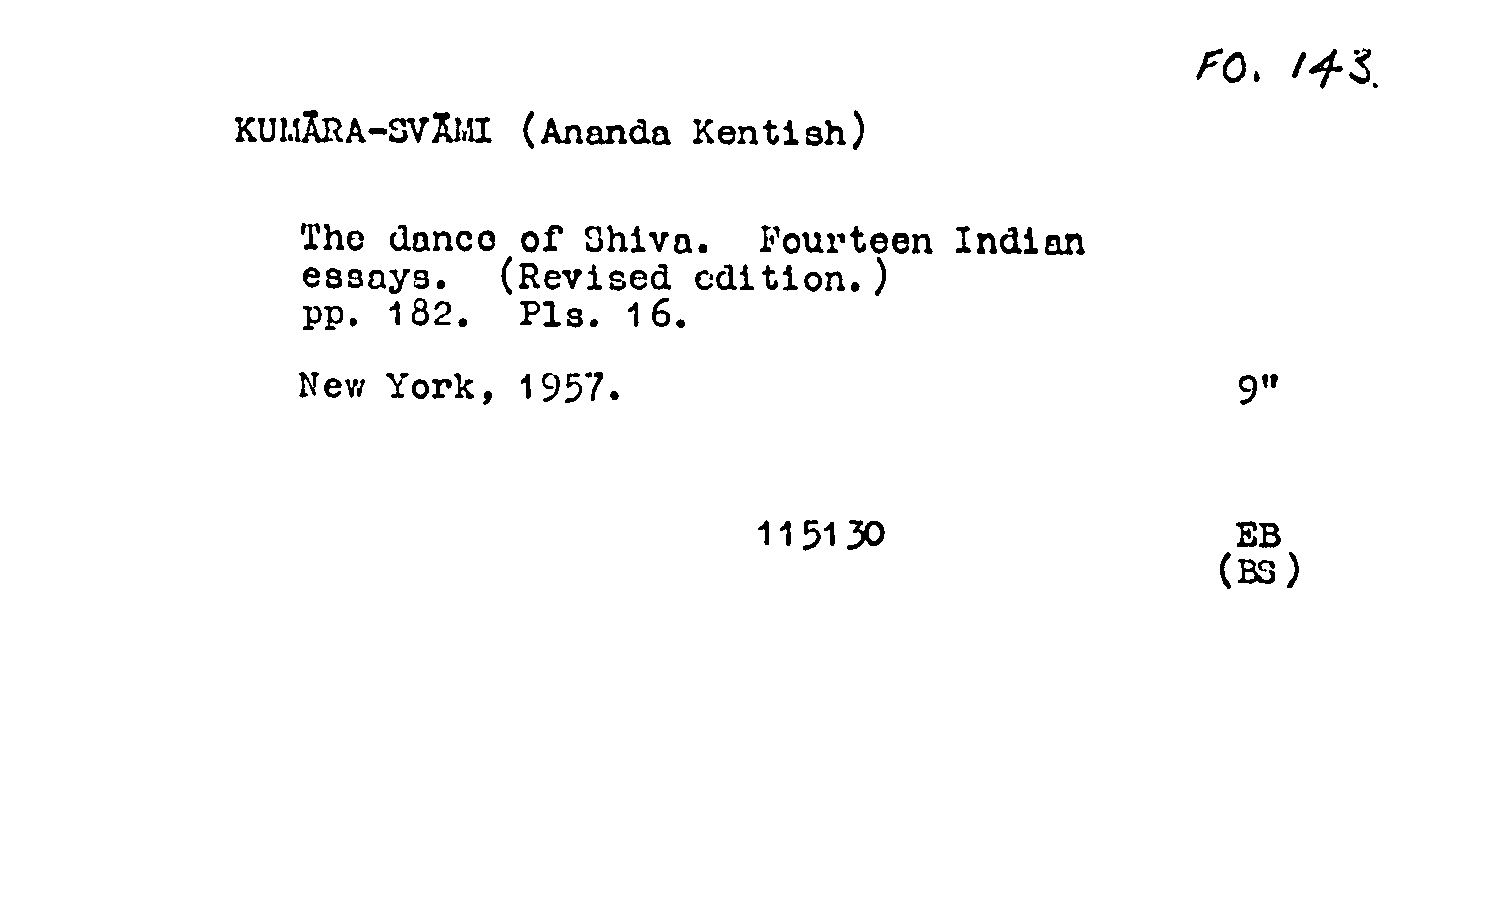 FO. 143.
KUMĀRA-SVĀMI (Ananda Kentish)
The dance of Shiva. Fourteen Indian
essays. (Revised edition.)
pp. 182. Pls. 16.
New York, 1957. 9"
115130 EB
(BS)